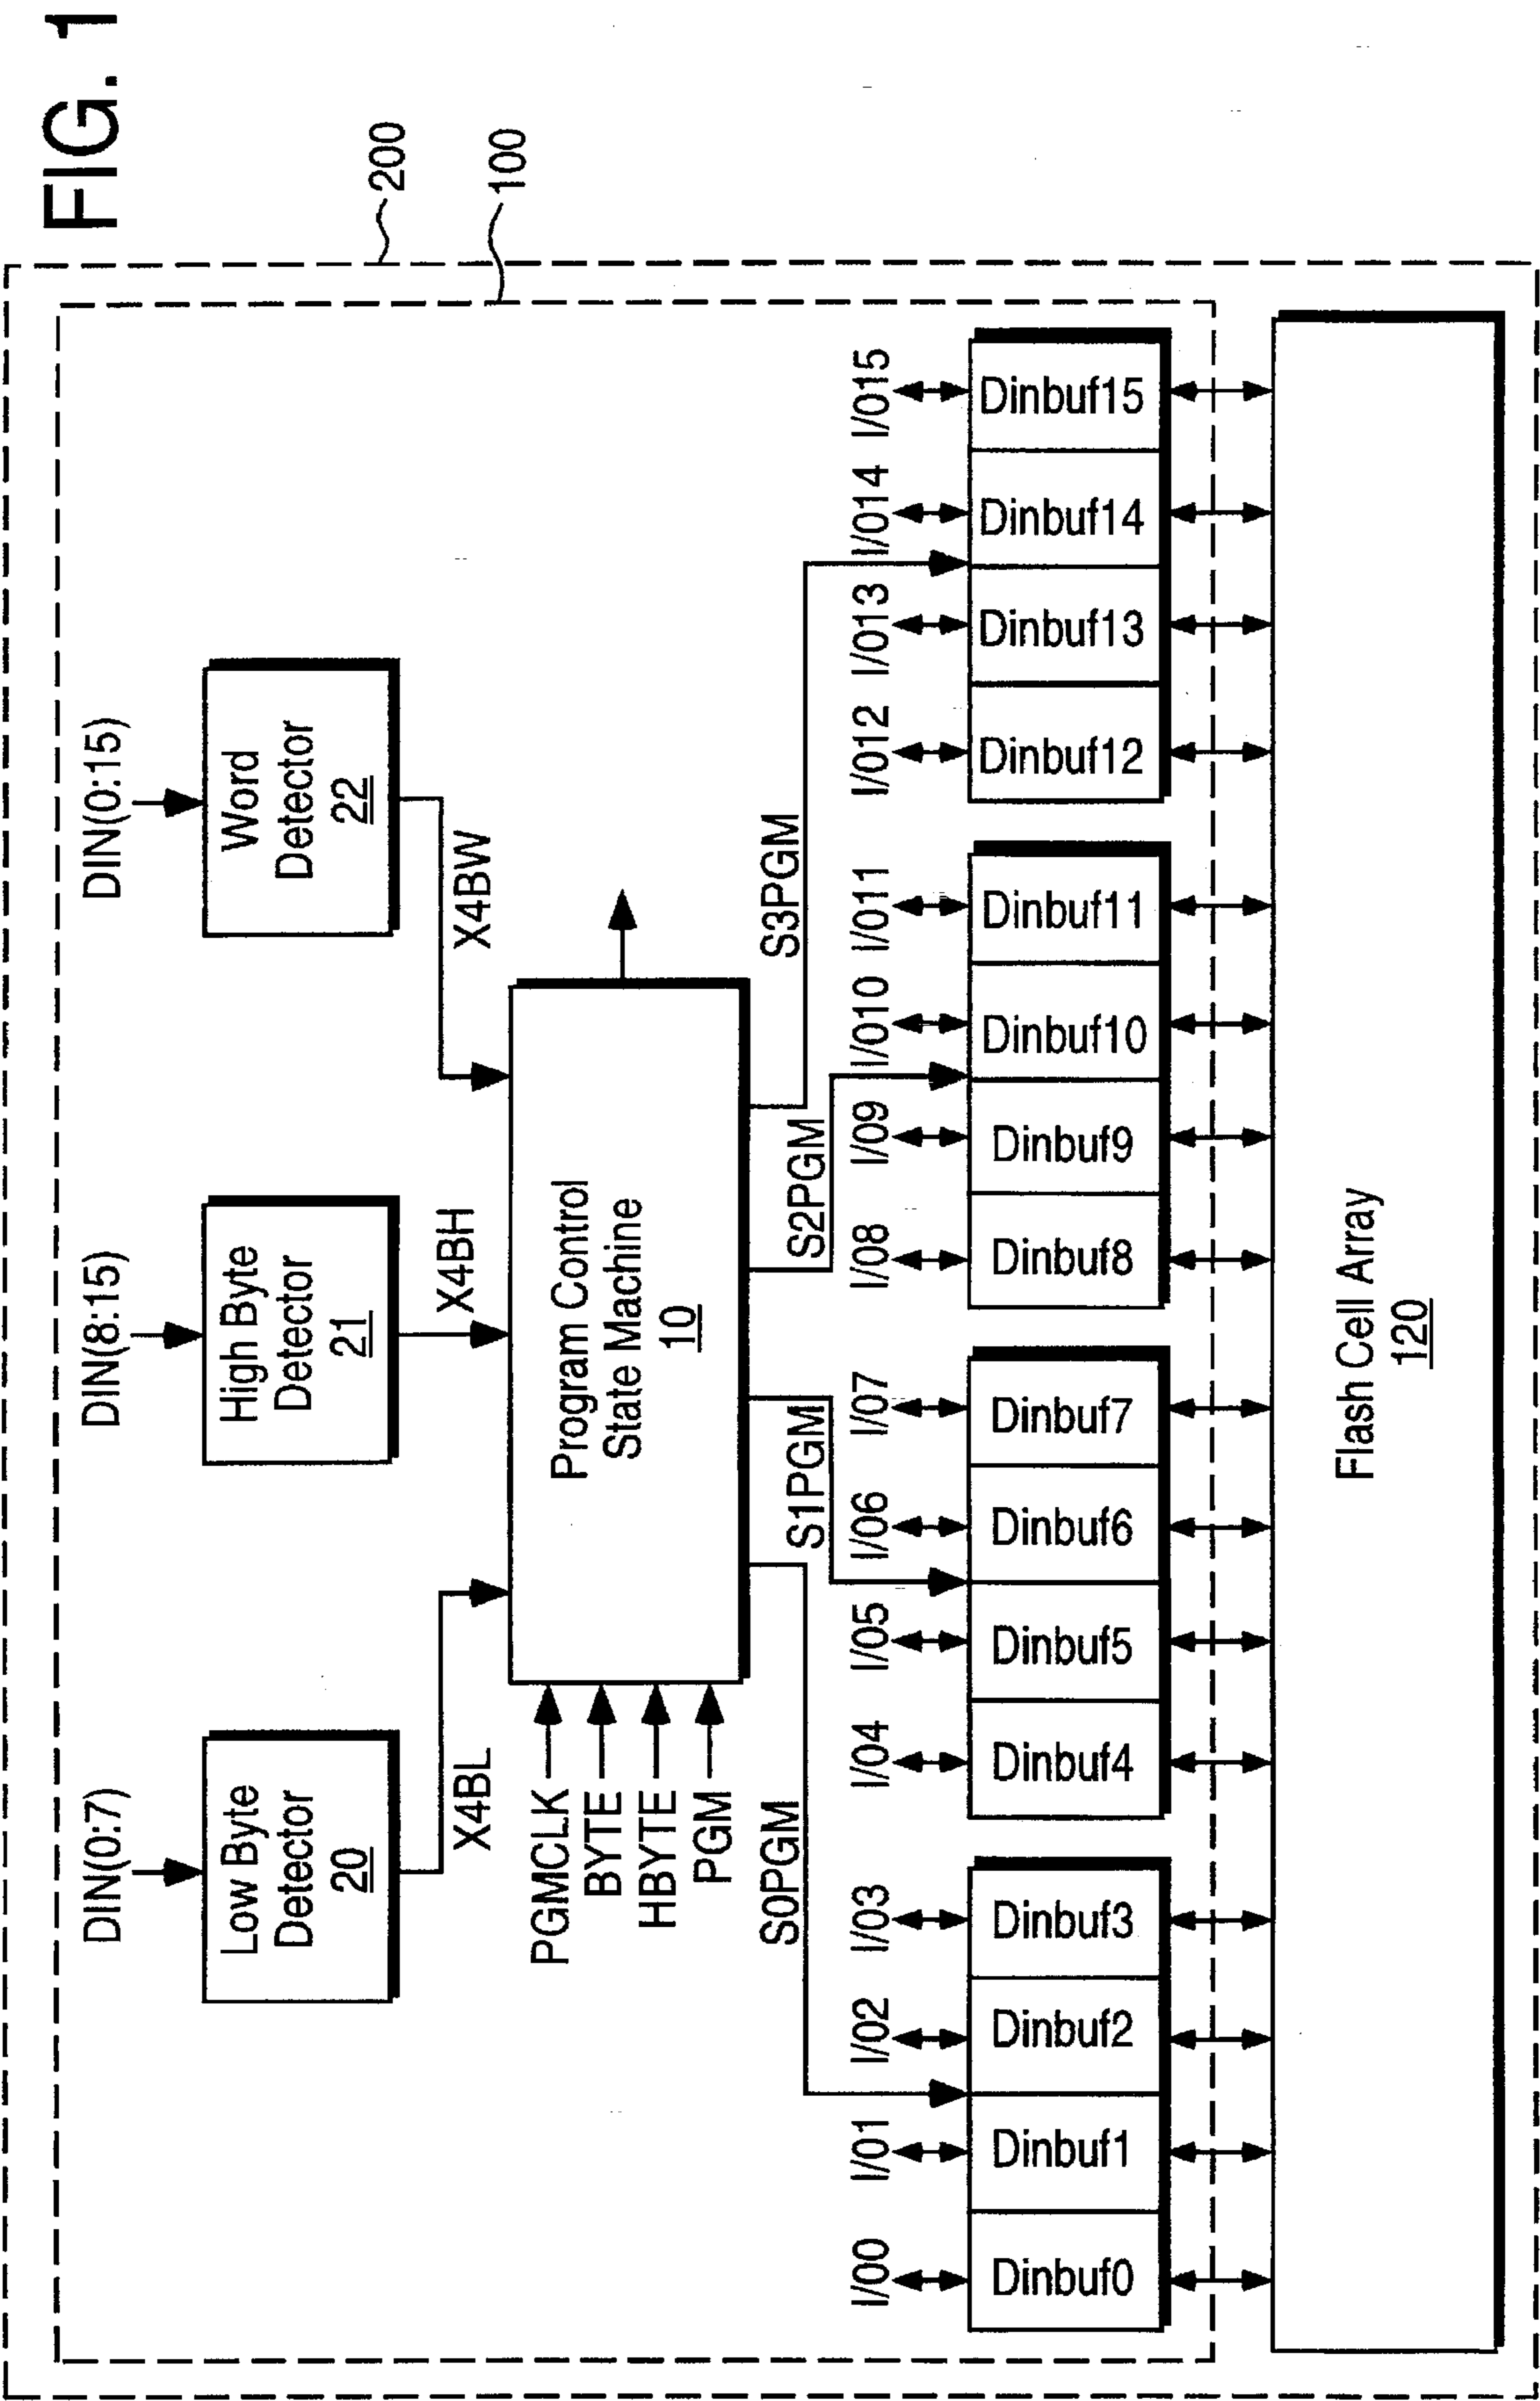 FIG. 1
200
100
DIN(0:7)
DIN(8:15)
DIN(0:15)
Low Byte
Detector
20
High Byte
Detector
21
Word
Detector
22
X4BL
X4BH
X4BW
PGMCLK
BYTE
HBYTE
PGM
Program Control
State Machine
10
S0PGM
S1PGM
S2PGM
S3PGM
I/00
I/01
I/02
I/03
I/04
I/05
I/06
I/07
I/08
I/09
I/010
I/011
I/012
I/013
I/014
I/015
Dinbuf0
Dinbuf1
Dinbuf2
Dinbuf3
Dinbuf4
Dinbuf5
Dinbuf6
Dinbuf7
Dinbuf8
Dinbuf9
Dinbuf10
Dinbuf11
Dinbuf12
Dinbuf13
Dinbuf14
Dinbuf15
Flash Cell Array
120